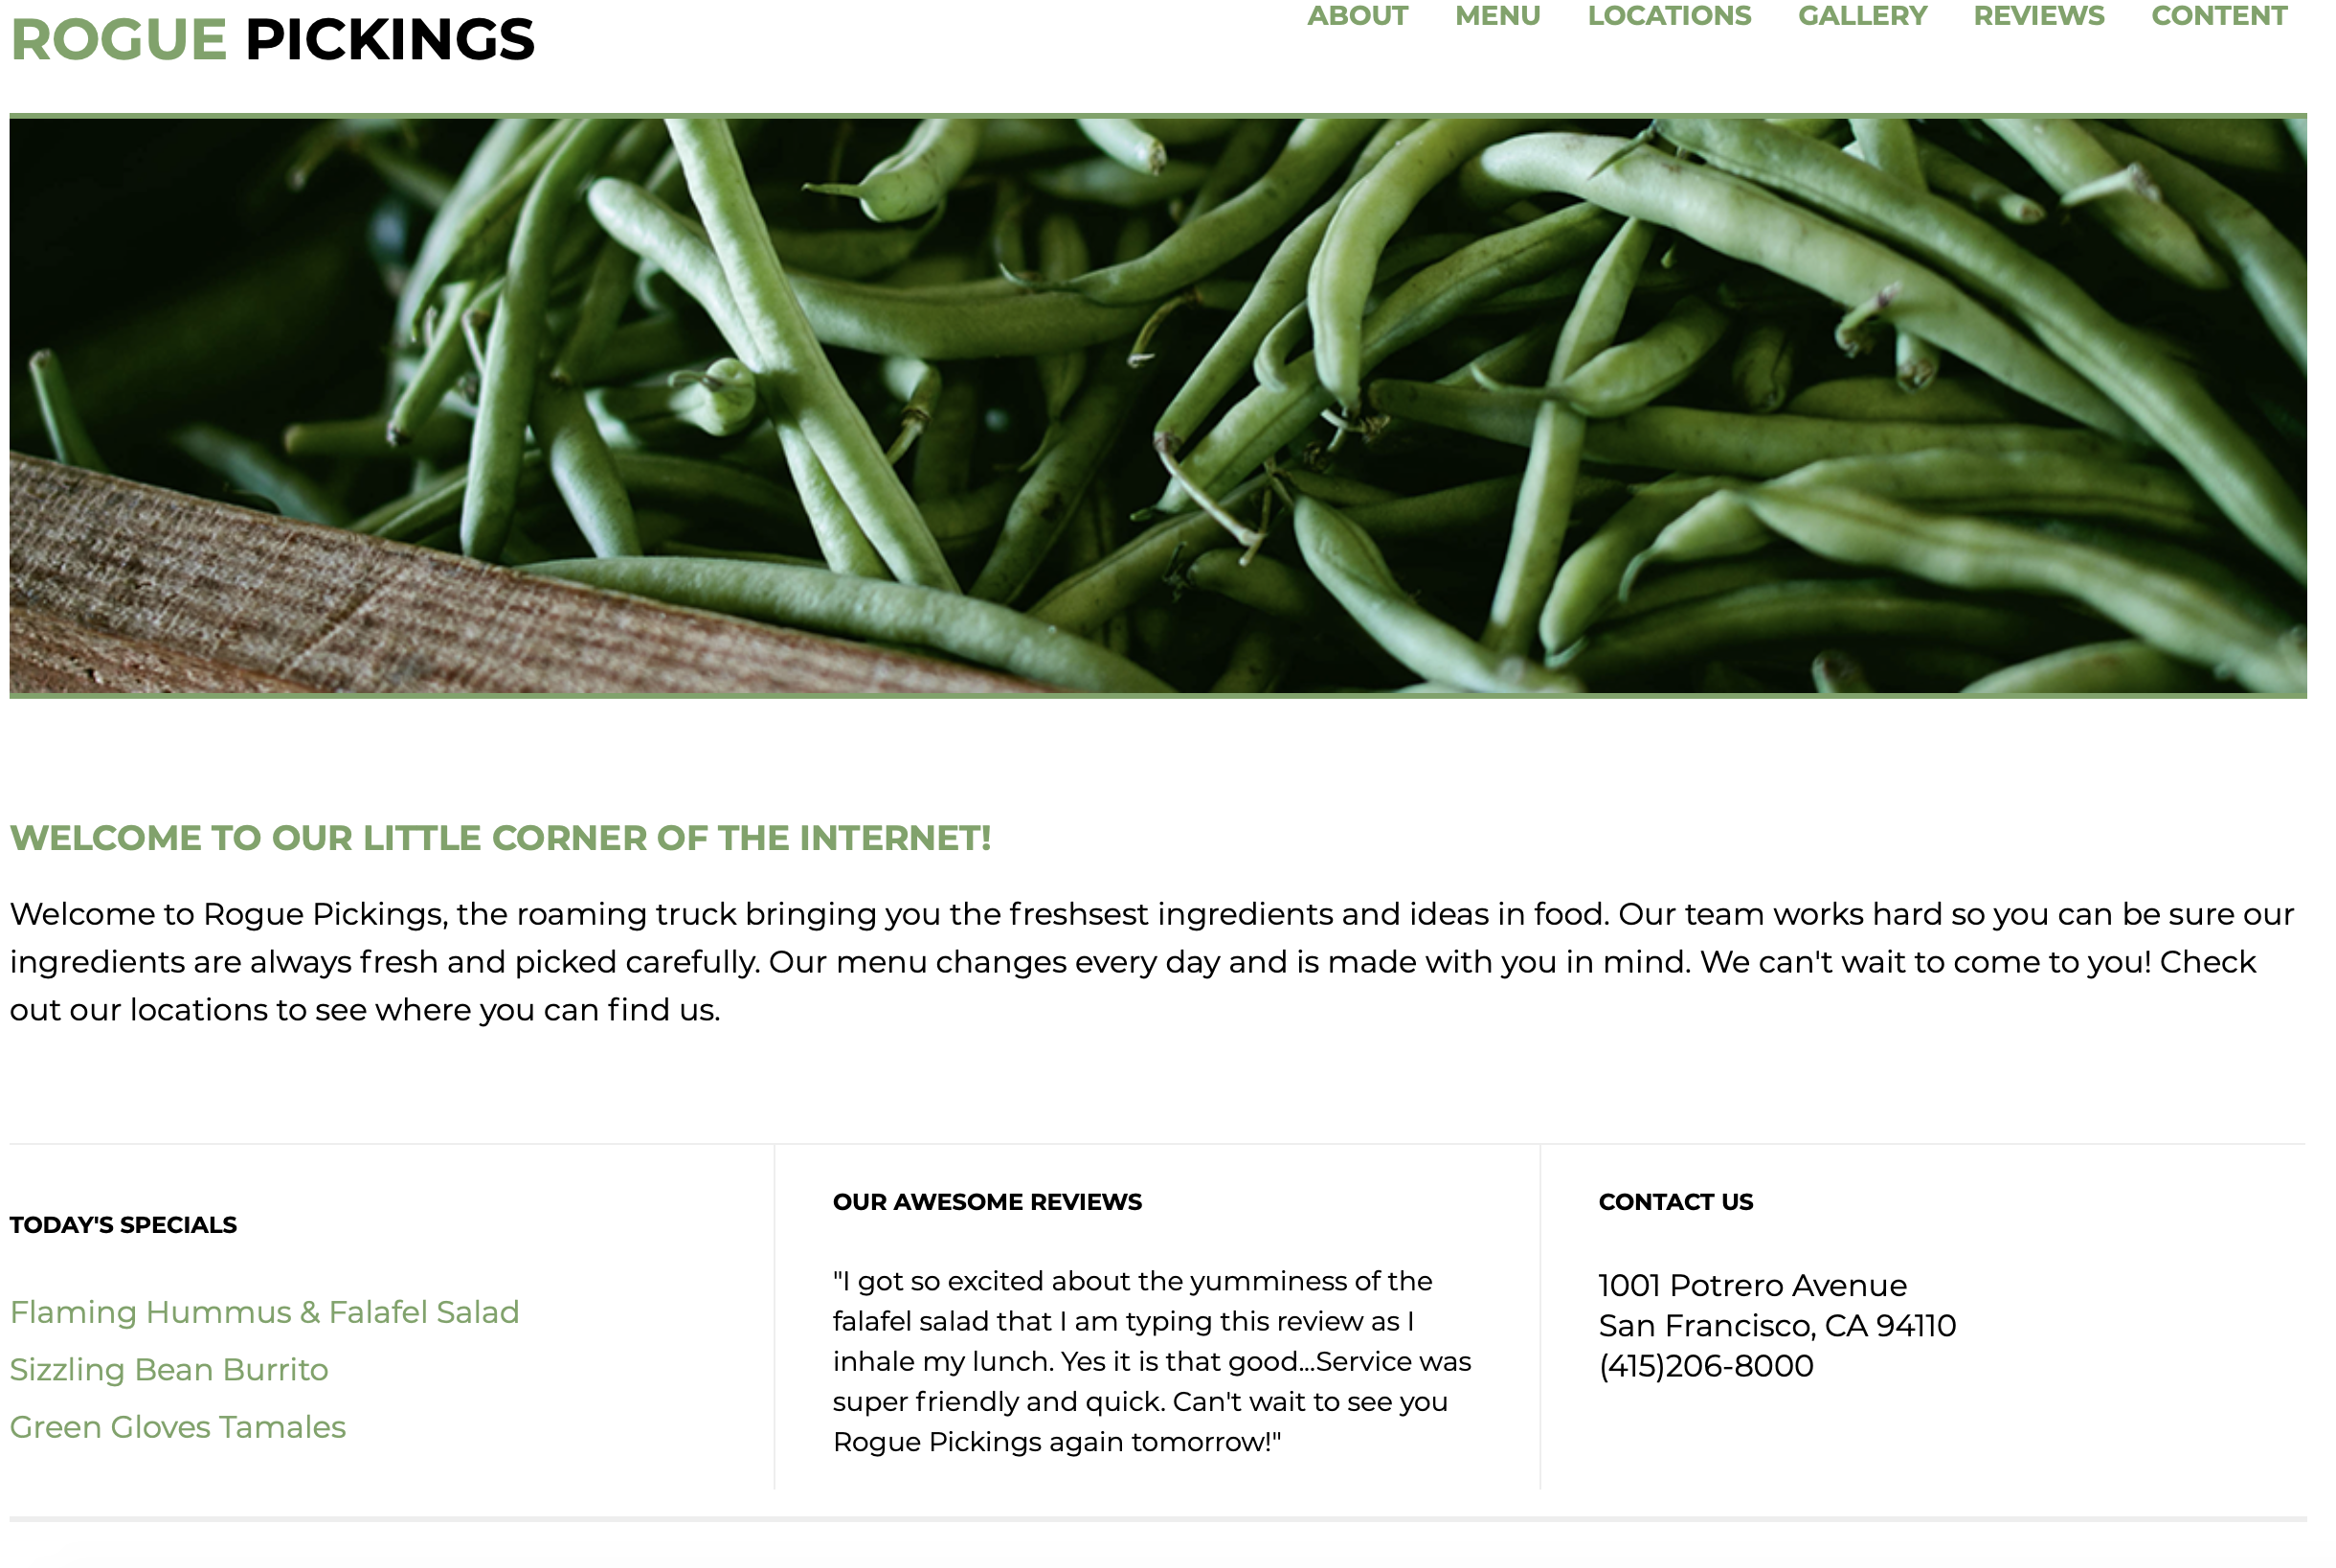 ROGUE PICKINGS
ABOUT MENU LOCATIONS GALLERY REVIEWS CONTENT
WELCOME TO OUR LITTLE CORNER OF THE INTERNET!
Welcome to Rogue Pickings, the roaming truck bringing you the freshsest ingredients and ideas in food. Our team works hard so you can be sure our
ingredients are always fresh and picked carefully. Our menu changes every day and is made with you in mind. We can't wait to come to you! Check
out our locations to see where you can find us.
TODAY'S SPECIALS
Flaming Hummus & Falafel Salad
Sizzling Bean Burrito
Green Gloves Tamales
OUR AWESOME REVIEWS
"I got so excited about the yumminess of the
falafel salad that I am typing this review as I
inhale my lunch. Yes it is that good...Service was
super friendly and quick. Can't wait to see you
Rogue Pickings again tomorrow!"
CONTACT US
1001 Potrero Avenue
San Francisco, CA 94110
(415)206-8000